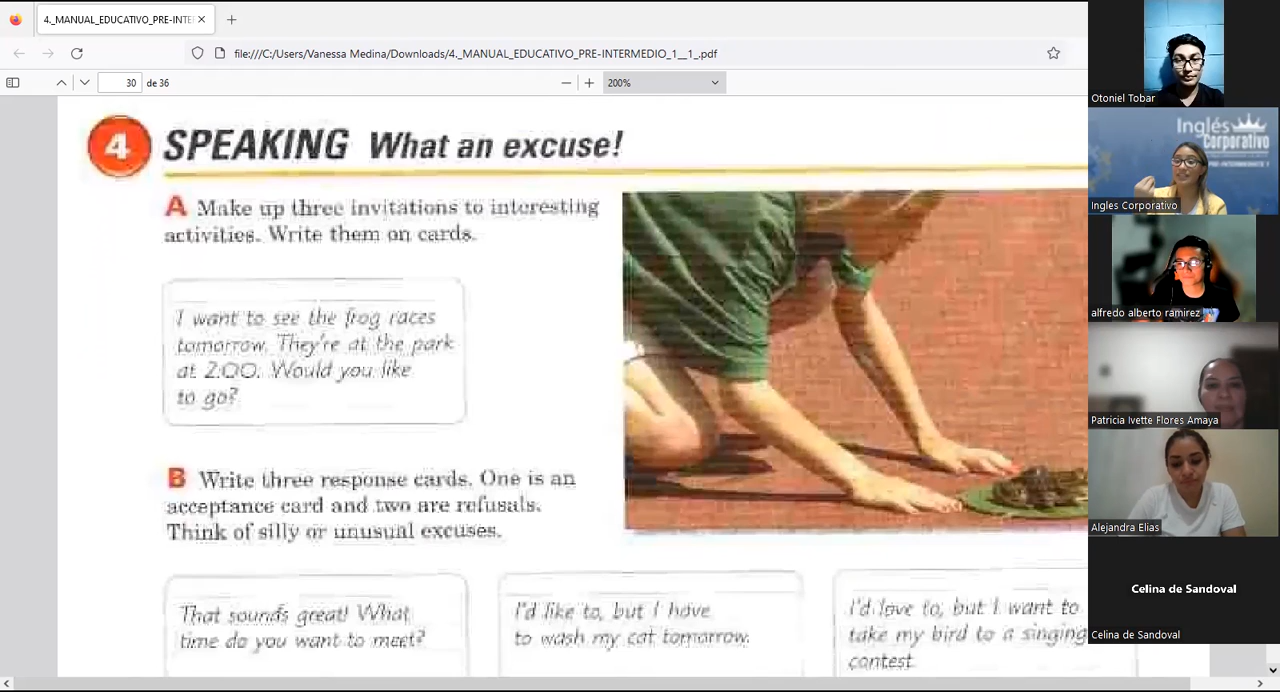 4._MANUAL_EDUCATIVO_PRE-INTE
file:///C:/Users/Vanessa Medina/Downloads/4._MANUAL_EDUCATIVO_PRE-INTERMEDIO_1__1_.pdf
30 de 36
200%
4 SPEAKING What an excuse!
A Make up three invitations to interesting
activities. Write them on cards.
I want to see the frog races
tomorrow. They're at the park
at 2:00. Would you like
to go?
B Write three response cards. One is an
acceptance card and two are refusals.
Think of silly or unusual excuses.
That sounds great! What
time do you want to meet?
I'd like to, but I have
to wash my cat tomorrow.
I'd love to, but I want to
take my bird to a singing
contest
Otoniel Tobar
Inglés
Corporativo
PRE-INTERMEDIATE 1
Ingles Corporativo
alfredo alberto ramirez
Patricia Ivette Flores Amaya
Alejandra Elias
Celina de Sandoval
Celina de Sandoval